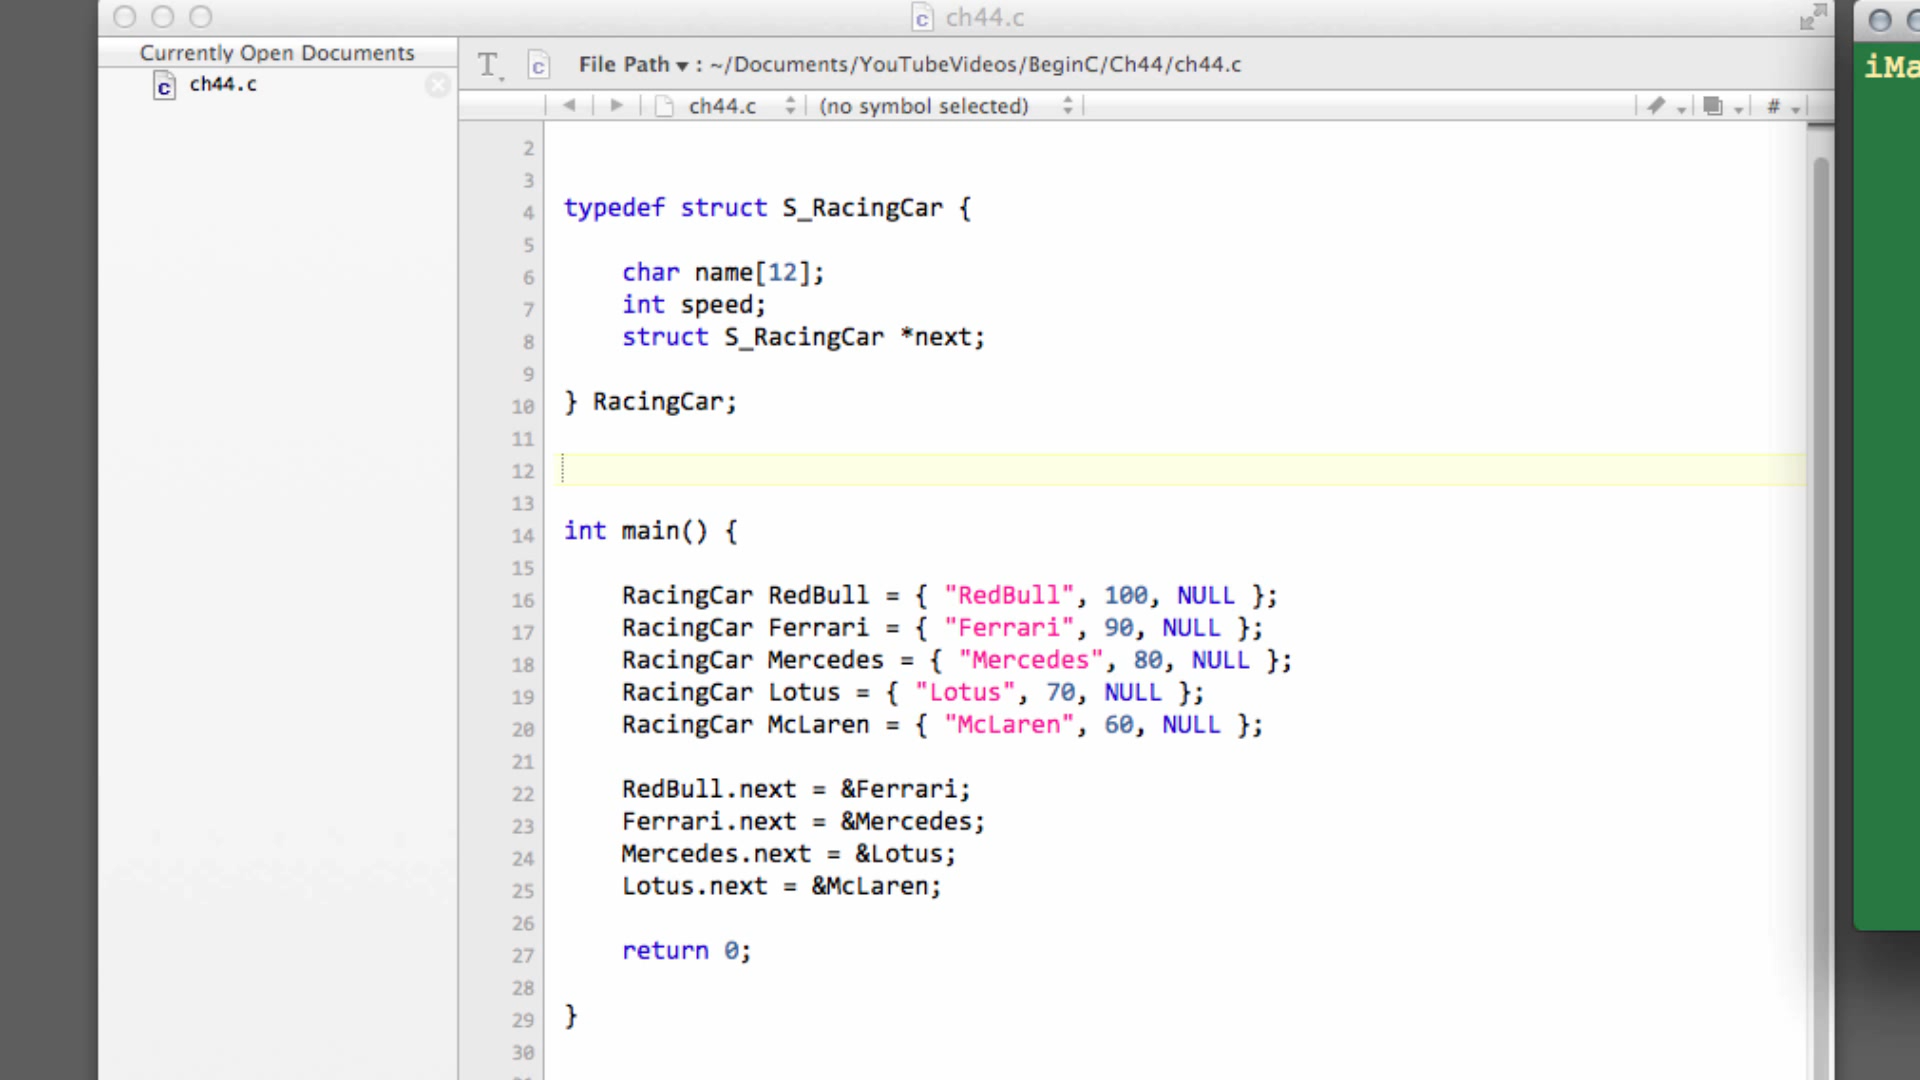 ch44.c
Currently Open Documents
ch44.c
File Path ▾ : ~/Documents/YouTubeVideos/BeginC/Ch44/ch44.c
ch44.c (no symbol selected) #
iMa
2
3
4 typedef struct S_RacingCar {
5
6 char name[12];
7 int speed;
8 struct S_RacingCar *next;
9
10 } RacingCar;
11
12
13
14 int main() {
15
16 RacingCar RedBull = { "RedBull", 100, NULL };
17 RacingCar Ferrari = { "Ferrari", 90, NULL };
18 RacingCar Mercedes = { "Mercedes", 80, NULL };
19 RacingCar Lotus = { "Lotus", 70, NULL };
20 RacingCar McLaren = { "McLaren", 60, NULL };
21
22 RedBull.next = &Ferrari;
23 Ferrari.next = &Mercedes;
24 Mercedes.next = &Lotus;
25 Lotus.next = &McLaren;
26
27 return 0;
28
29 }
30